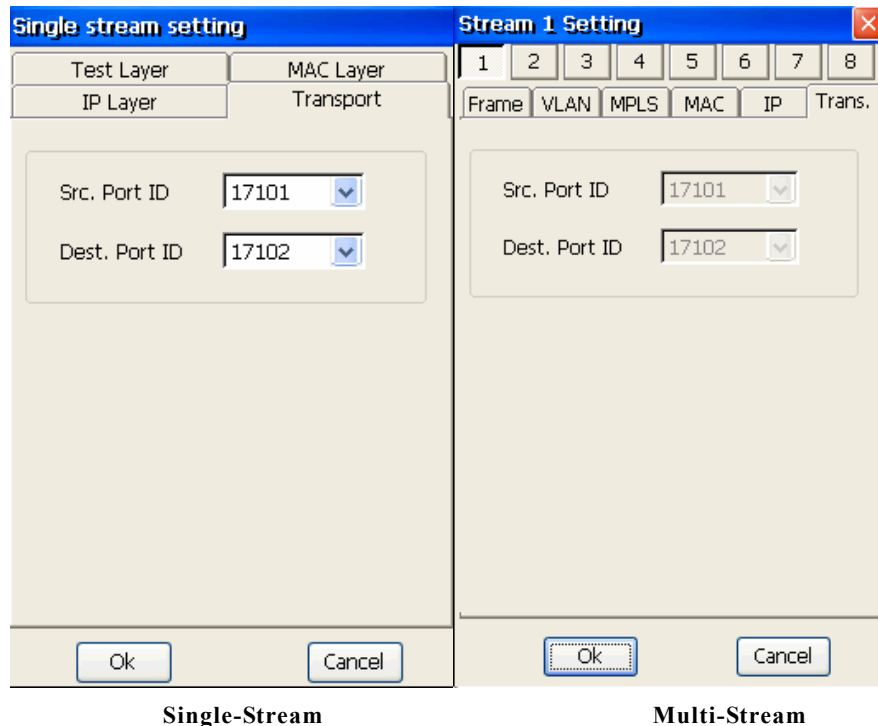 Single stream setting
Test Layer MAC Layer
IP Layer Transport
Src. Port ID 17101
Dest. Port ID 17102
Ok Cancel
Single-Stream
Stream 1 Setting
1 2 3 4 5 6 7 8
Frame VLAN MPLS MAC IP Trans.
Src. Port ID 17101
Dest. Port ID 17102
Ok Cancel
Multi-Stream